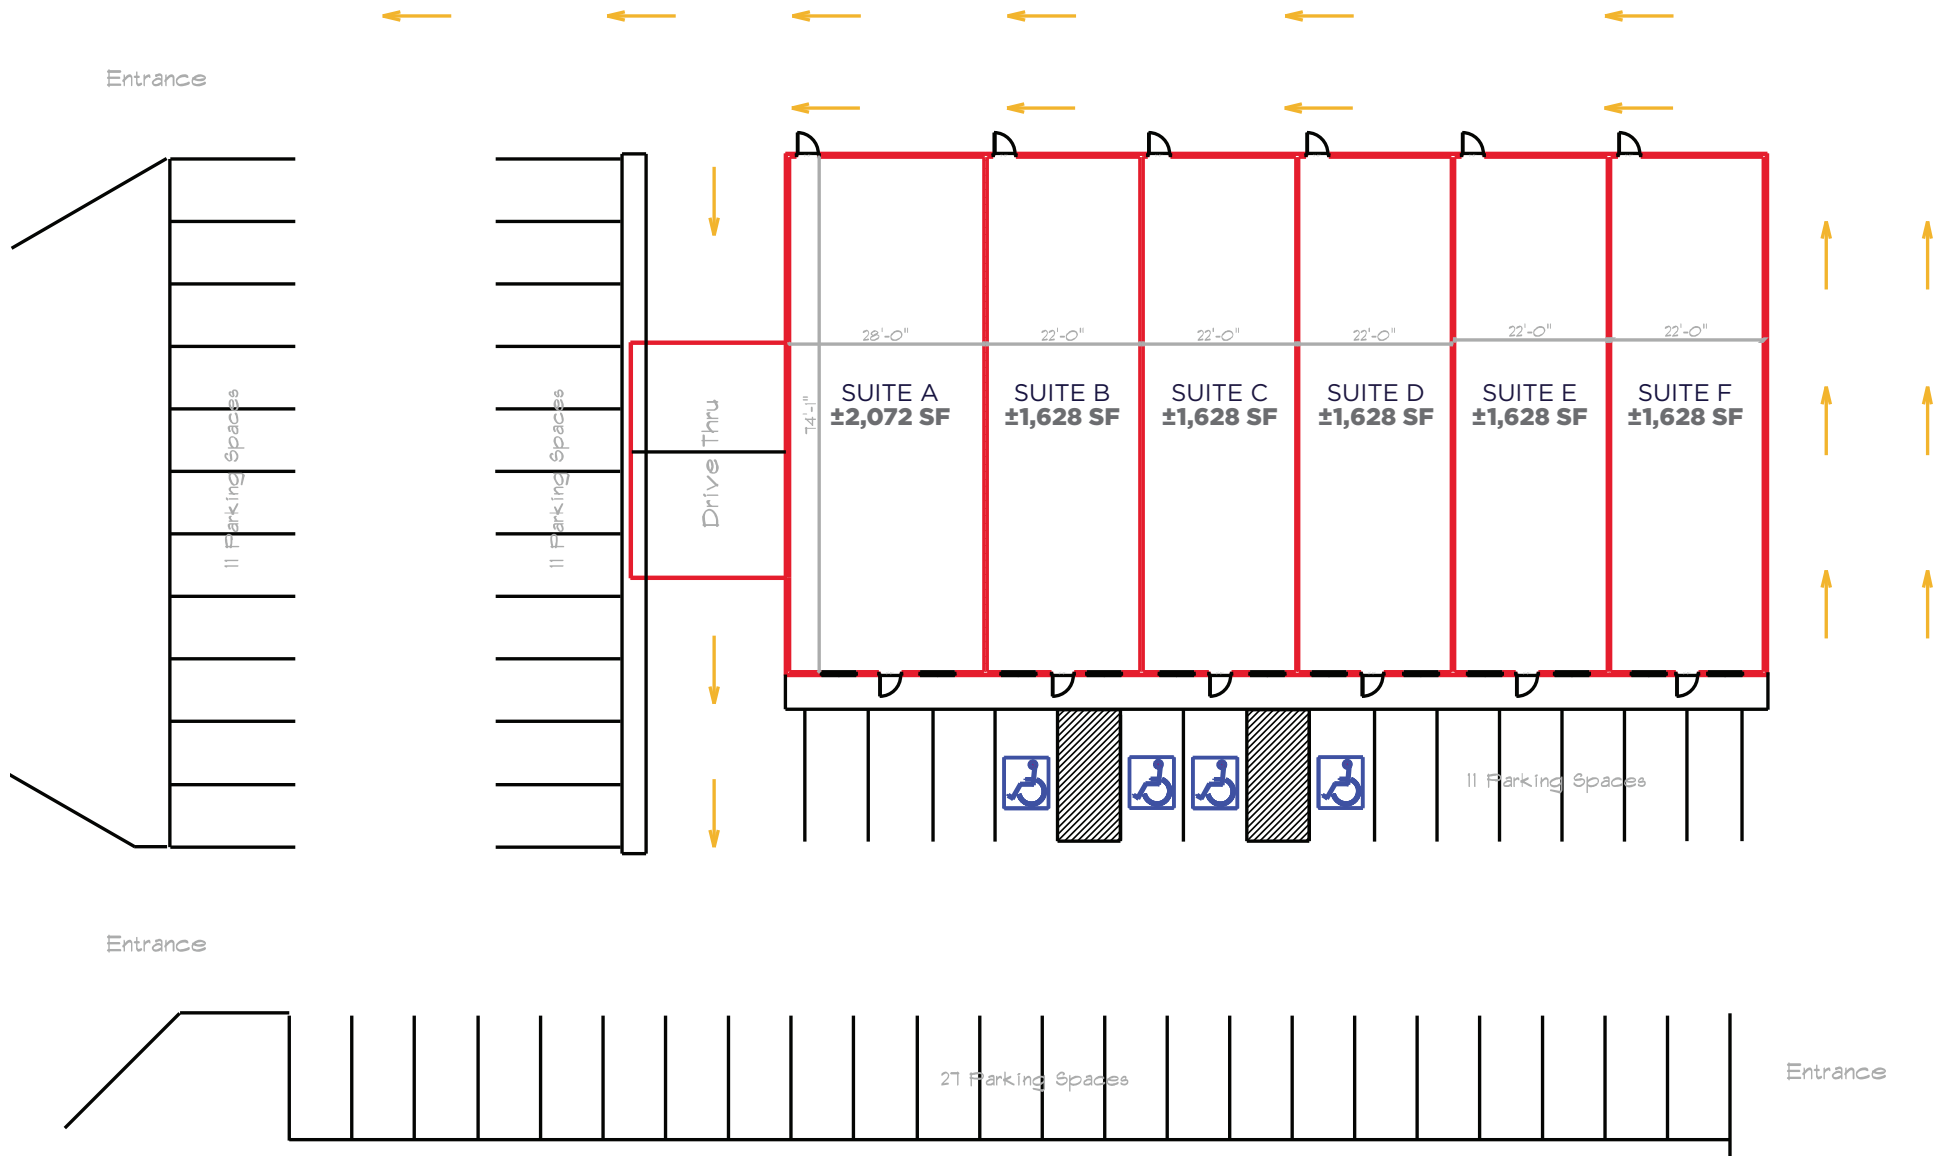 Entrance
28'-0"
22'-0"
22'-0"
22'-0"
22'-0"
22'-0"
SUITE A
±2,072 SF
SUITE B
±1,628 SF
SUITE C
±1,628 SF
SUITE D
±1,628 SF
SUITE E
±1,628 SF
SUITE F
±1,628 SF
74'-1"
11 Parking Spaces
11 Parking Spaces
Drive Thru
11 Parking Spaces
Entrance
27 Parking Spaces
Entrance